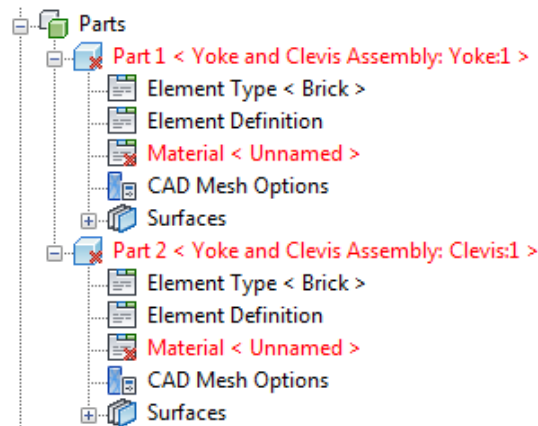 Parts
Part 1 < Yoke and Clevis Assembly: Yoke:1 >
Element Type < Brick >
Element Definition
Material < Unnamed >
CAD Mesh Options
Surfaces
Part 2 < Yoke and Clevis Assembly: Clevis:1 >
Element Type < Brick >
Element Definition
Material < Unnamed >
CAD Mesh Options
Surfaces